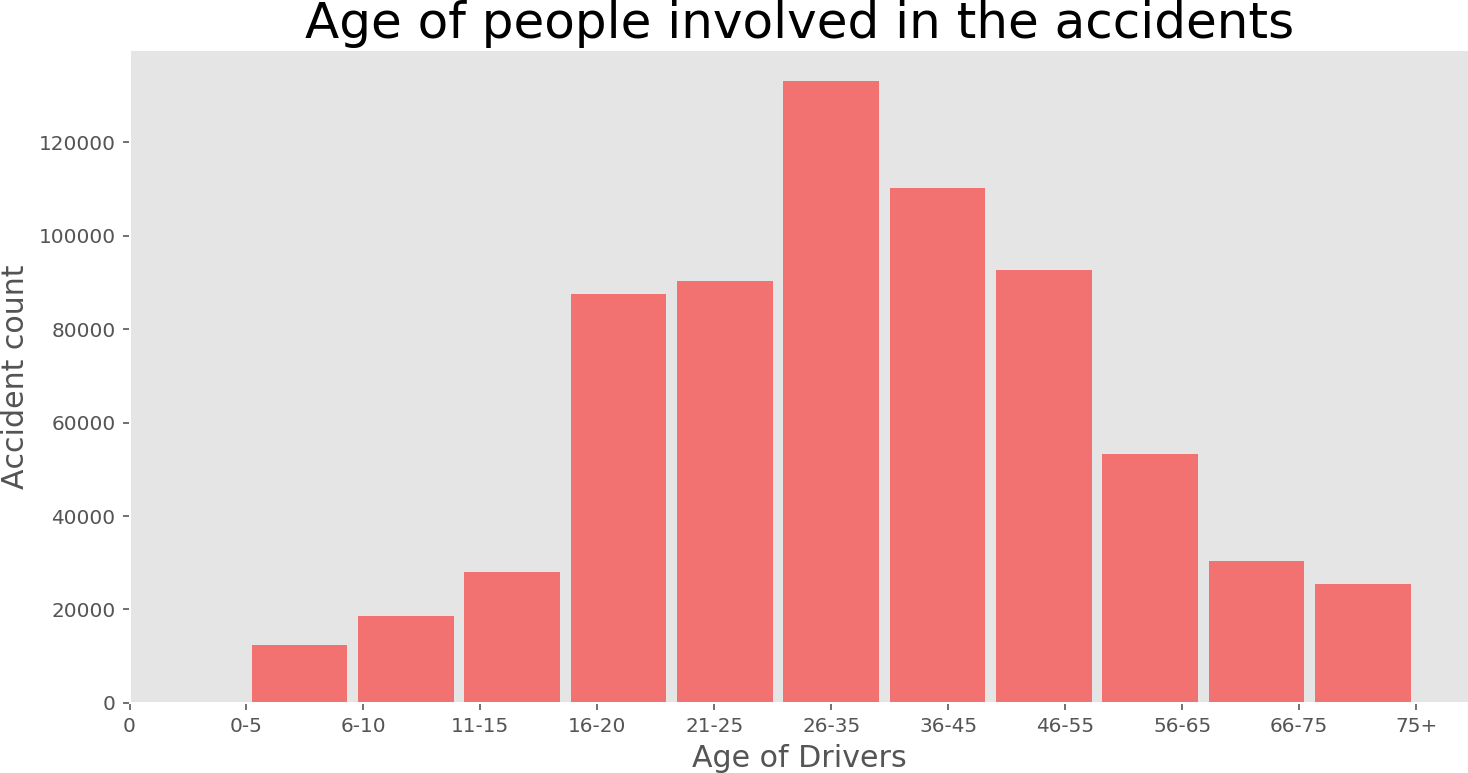 Age of people involved in the accidents
120000
100000
80000
60000
40000
20000
0
Accident count
0 0-5 6-10 11-15 16-20 21-25 26-35 36-45 46-55 56-65 66-75 75+
Age of Drivers